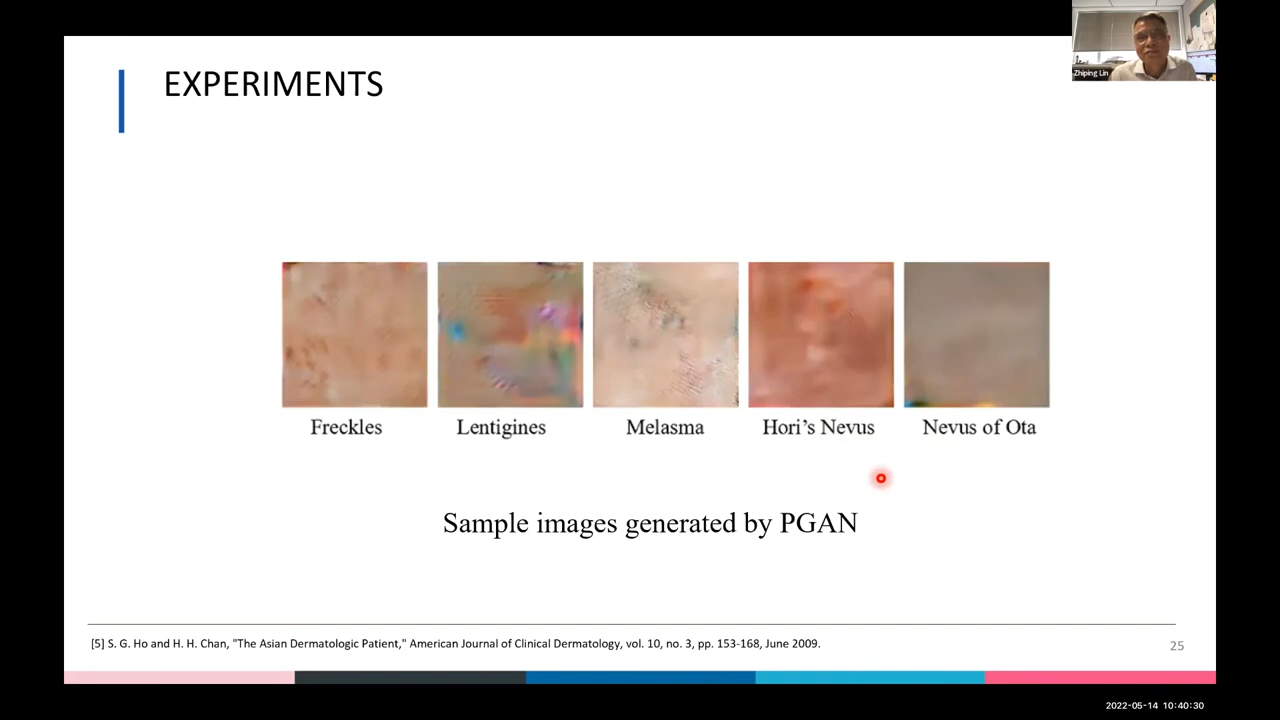 Zhiping Lin
EXPERIMENTS
Freckles Lentigines Melasma Hori's Nevus Nevus of Ota
Sample images generated by PGAN
[5] S. G. Ho and H. H. Chan, "The Asian Dermatologic Patient," American Journal of Clinical Dermatology, vol. 10, no. 3, pp. 153-168, June 2009.
25
2022-05-14 10:40:30